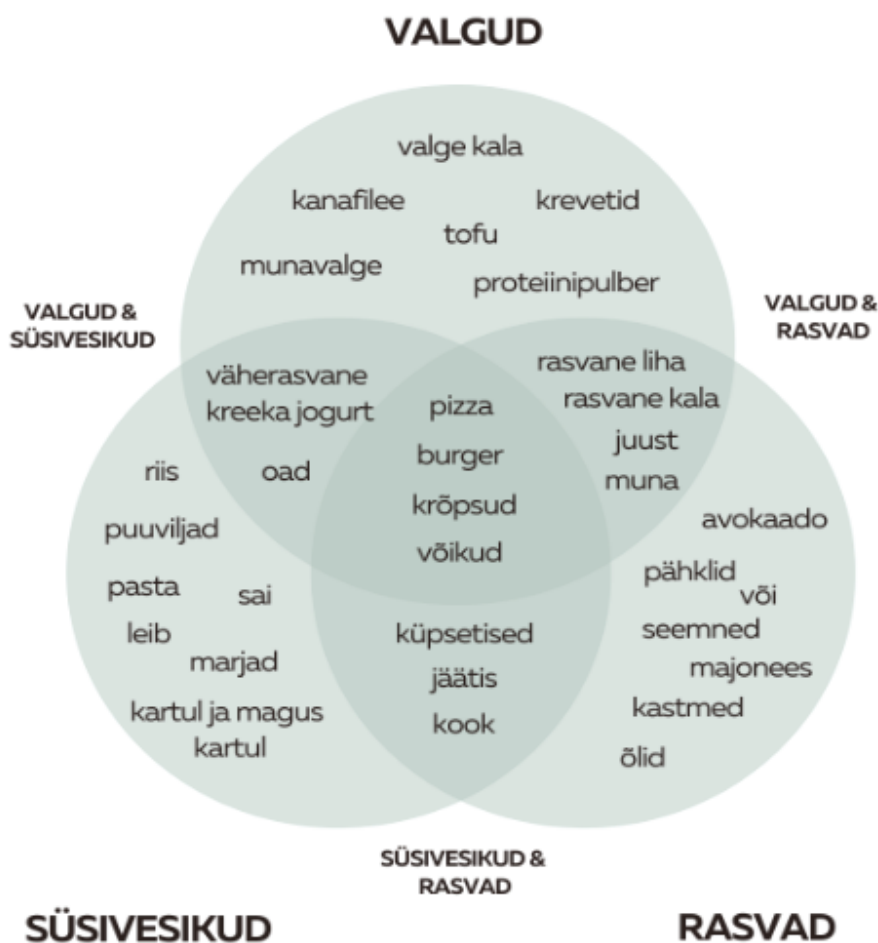 VALGUD
valge kala
kanafilee
krevetid
tofu
munavalge
proteiinipulber
VALGUD &
SÜSIVESIKUD
VALGUD &
RASVAD
väherasvane
kreeka jogurt
oad
pizza
burger
krõpsud
võikud
rasvane liha
rasvane kala
juust
muna
riis
puuviljad
pasta
sai
leib
marjad
kartul ja magus
kartul
küpsetised
jäätis
kook
avokaado
pähklid
või
seemned
majonees
kastmed
õlid
SÜSIVESIKUD &
RASVAD
SÜSIVESIKUD
RASVAD